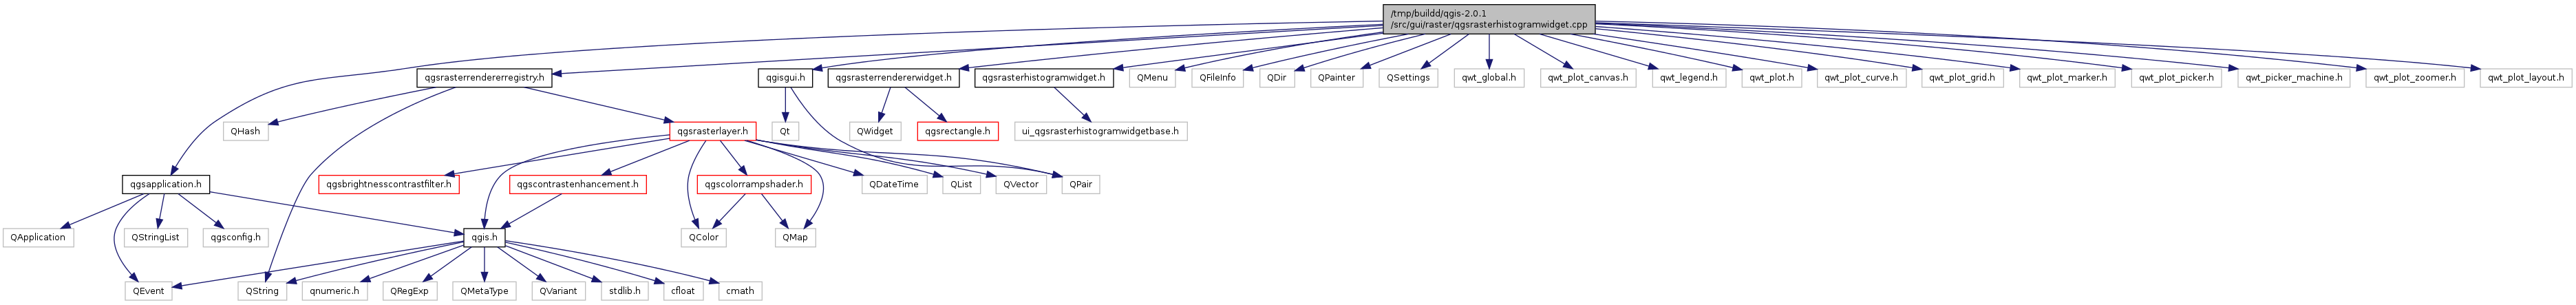 /tmp/buildd/qgis-2.0.1
/src/gui/raster/qgsrasterhistogramwidget.cpp
qgsrasterrendererregistry.h
qgisgui.h
qgsrasterrendererwidget.h
qgsrasterhistogramwidget.h
QMenu
QFileInfo
QDir
QPainter
QSettings
qwt_global.h
qwt_plot_canvas.h
qwt_legend.h
qwt_plot.h
qwt_plot_curve.h
qwt_plot_grid.h
qwt_plot_marker.h
qwt_plot_picker.h
qwt_picker_machine.h
qwt_plot_zoomer.h
qwt_plot_layout.h
QHash
qgsrasterlayer.h
Qt
QWidget
qgsrectangle.h
ui_qgsrasterhistogramwidgetbase.h
qgsapplication.h
qgsbrightnesscontrastfilter.h
qgscontrastenhancement.h
qgscolorrampshader.h
QDateTime
QList
QVector
QPair
QApplication
QStringList
qgsconfig.h
qgis.h
QColor
QMap
QEvent
QString
qnumeric.h
QRegExp
QMetaType
QVariant
stdlib.h
cfloat
cmath